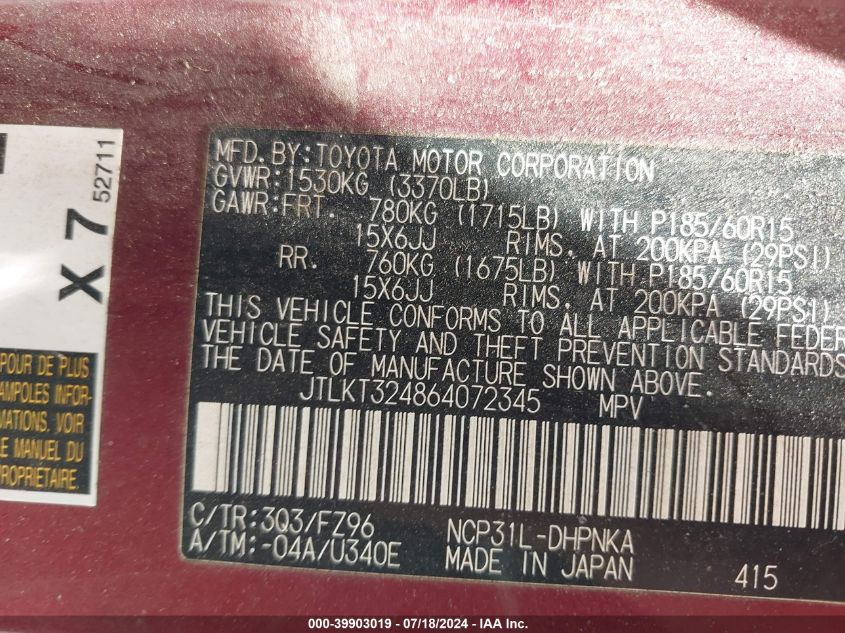 MFD. BY: TOYOTA MOTOR CORPORATION
GVWR: 1530KG (3370LB)
GAWR: FRT. 780KG (1715LB) WITH P185/60R15
15X6JJ RIMS. AT 200KPA (29PSI)
RR. 760KG (1675LB) WITH P185/60R15
15X6JJ RIMS. AT 200KPA (29PSI)
THIS VEHICLE CONFORMS TO ALL APPLICABLE FEDER
VEHICLE SAFETY AND THEFT PREVENTION STANDARDS
THE DATE OF MANUFACTURE SHOWN ABOVE.
JTLKT324864072345 MPV
C/TR: 3Q3/FZ96 NCP31L-DHPNKA
A/TM: -04A/U340E MADE IN JAPAN 415
X 7
52711
POUR DE PLUS
AMPOLES INFOR-
MATIONS, VOIR
LE MANUEL DU
PROPRIÉTAIRE.
000-39903019 - 07/18/2024 - IAA Inc.